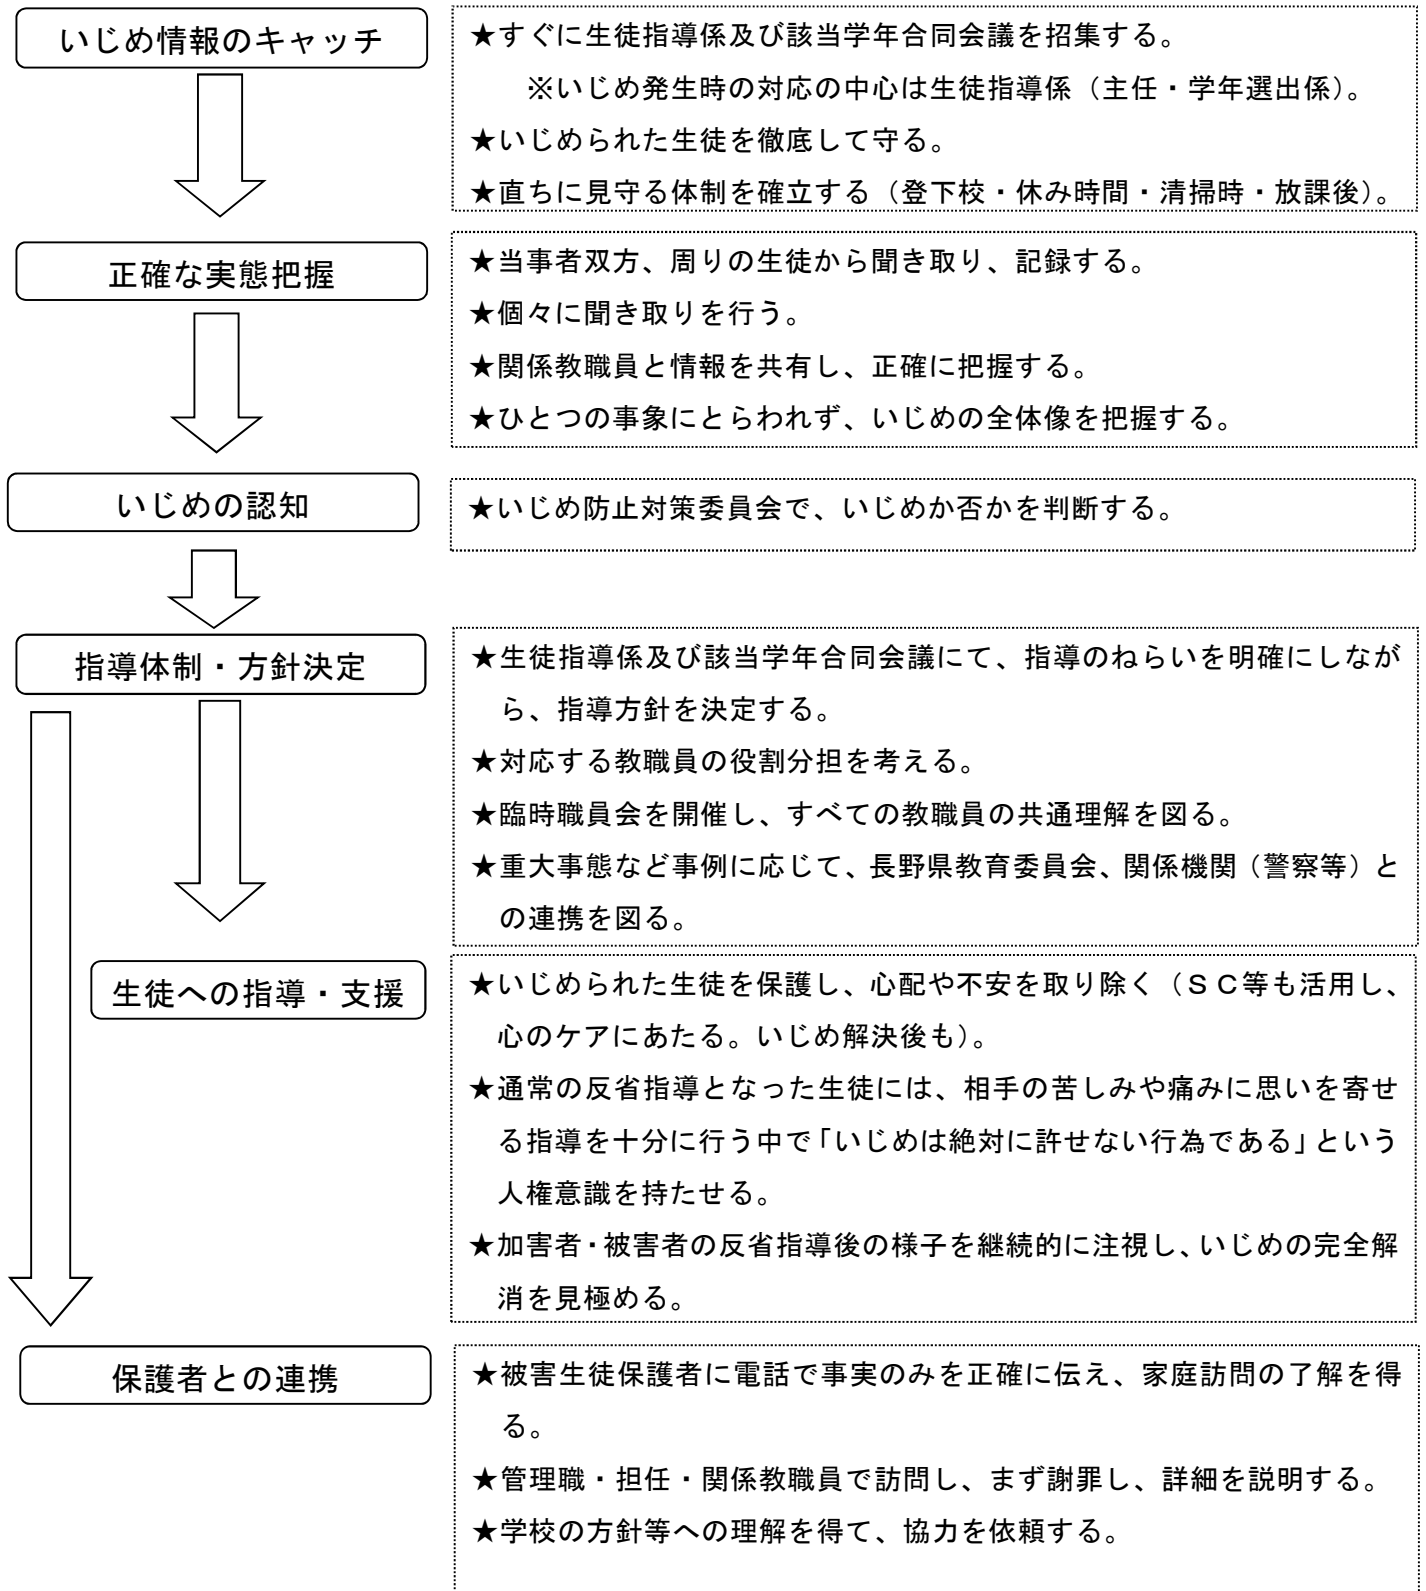 いじめ情報のキャッチ
★すぐに生徒指導係及び該当学年合同会議を招集する。
※いじめ発生時の対応の中心は生徒指導係（主任・学年選出係）。
★いじめられた生徒を徹底して守る。
★直ちに見守る体制を確立する（登下校・休み時間・清掃時・放課後）。
正確な実態把握
★当事者双方、周りの生徒から聞き取り、記録する。
★個々に聞き取りを行う。
★関係教職員と情報を共有し、正確に把握する。
★ひとつの事象にとらわれず、いじめの全体像を把握する。
いじめの認知
★いじめ防止対策委員会で、いじめか否かを判断する。
指導体制・方針決定
★生徒指導係及び該当学年合同会議にて、指導のねらいを明確にしなが
ら、指導方針を決定する。
★対応する教職員の役割分担を考える。
★臨時職員会を開催し、すべての教職員の共通理解を図る。
★重大事態など事例に応じて、長野県教育委員会、関係機関（警察等）と
の連携を図る。
生徒への指導・支援
★いじめられた生徒を保護し、心配や不安を取り除く（ＳＣ等も活用し、
心のケアにあたる。いじめ解決後も）。
★通常の反省指導となった生徒には、相手の苦しみや痛みに思いを寄せ
る指導を十分に行う中で「いじめは絶対に許せない行為である」という
人権意識を持たせる。
★加害者・被害者の反省指導後の様子を継続的に注視し、いじめの完全解
消を見極める。
保護者との連携
★被害生徒保護者に電話で事実のみを正確に伝え、家庭訪問の了解を得
る。
★管理職・担任・関係教職員で訪問し、まず謝罪し、詳細を説明する。
★学校の方針等への理解を得て、協力を依頼する。